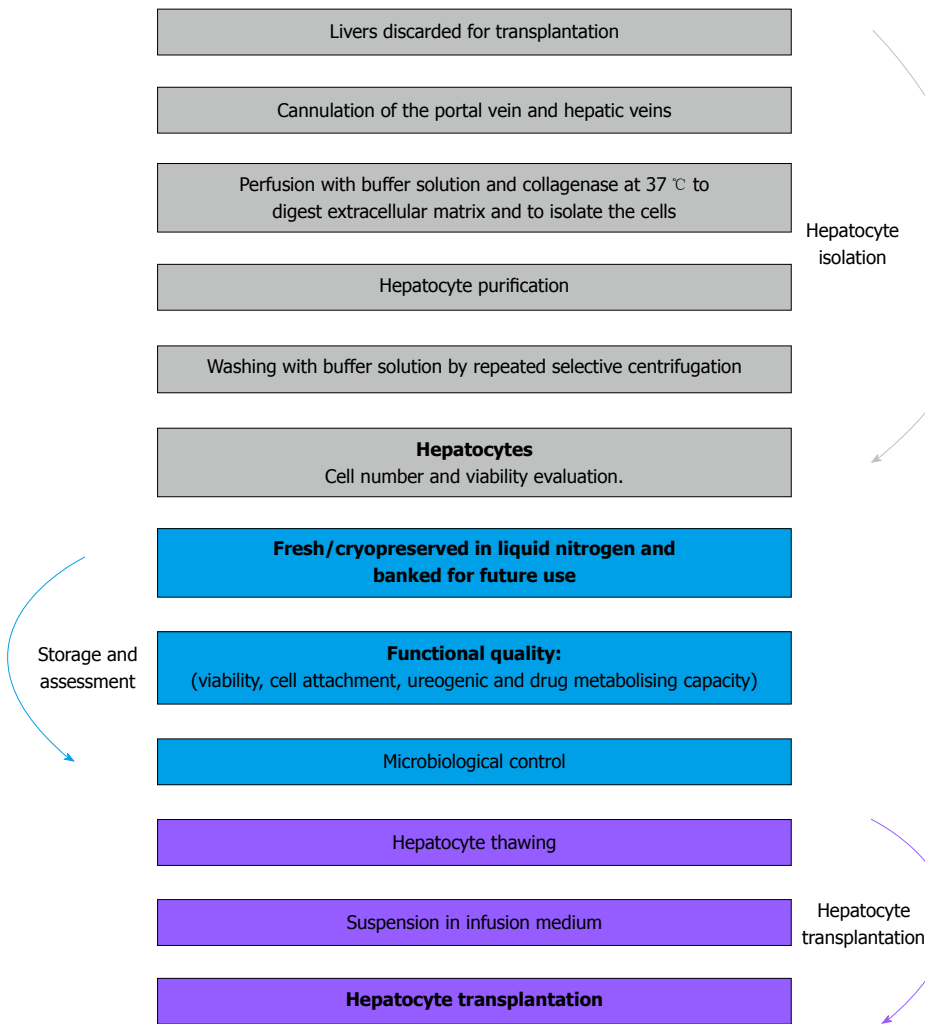 Livers discarded for transplantation
Cannulation of the portal vein and hepatic veins
Perfusion with buffer solution and collagenase at 37 ℃ to
digest extracellular matrix and to isolate the cells
Hepatocyte
isolation
Hepatocyte purification
Washing with buffer solution by repeated selective centrifugation
Hepatocytes
Cell number and viability evaluation.
Fresh/cryopreserved in liquid nitrogen and
banked for future use
Storage and
assessment
Functional quality:
(viability, cell attachment, ureogenic and drug metabolising capacity)
Microbiological control
Hepatocyte thawing
Suspension in infusion medium
Hepatocyte
transplantation
Hepatocyte transplantation